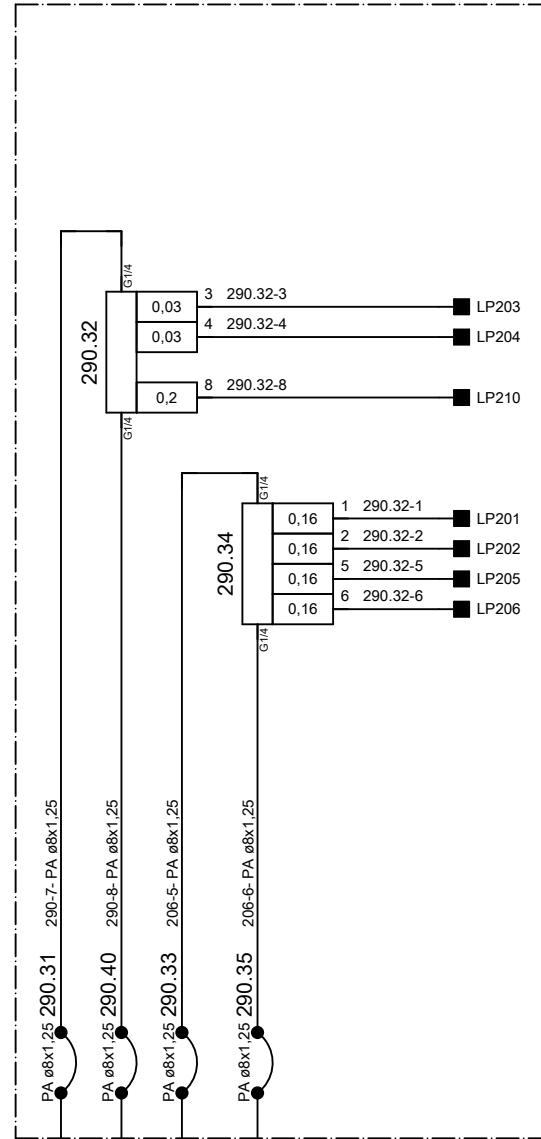 G1/4
290.32
0,03 3 290.32-3 LP203
0,03 4 290.32-4 LP204
0,2 8 290.32-8 LP210
G1/4
G1/4
290.34
0,16 1 290.32-1 LP201
0,16 2 290.32-2 LP202
0,16 5 290.32-5 LP205
0,16 6 290.32-6 LP206
G1/4
290-7- PA ø8x1,25
290-8- PA ø8x1,25
206-5- PA ø8x1,25
206-6- PA ø8x1,25
290.31
290.40
290.33
290.35
PA ø8x1,25
PA ø8x1,25
PA ø8x1,25
PA ø8x1,25